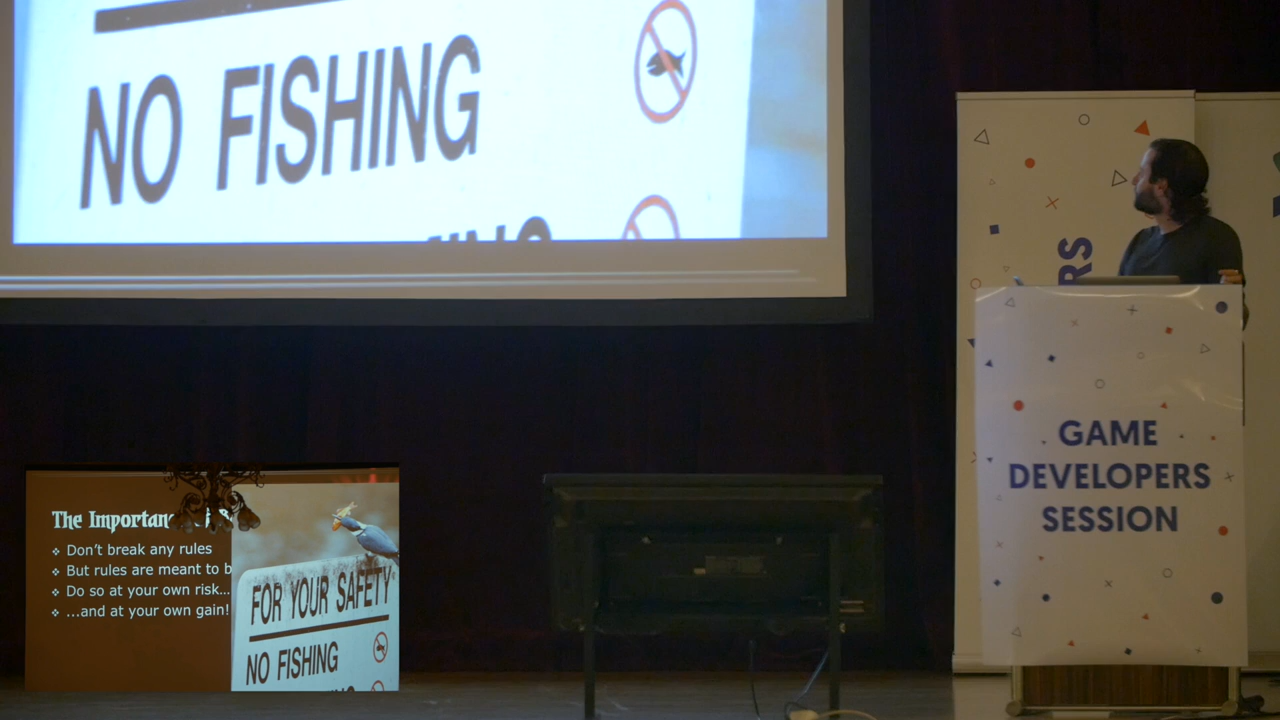 NO FISHING
RS
GAME
DEVELOPERS
SESSION
The Importan
❖ Don't break any rules
❖ But rules are meant to b
❖ Do so at your own risk...
❖ ...and at your own gain!
FOR YOUR SAFETY
NO FISHING